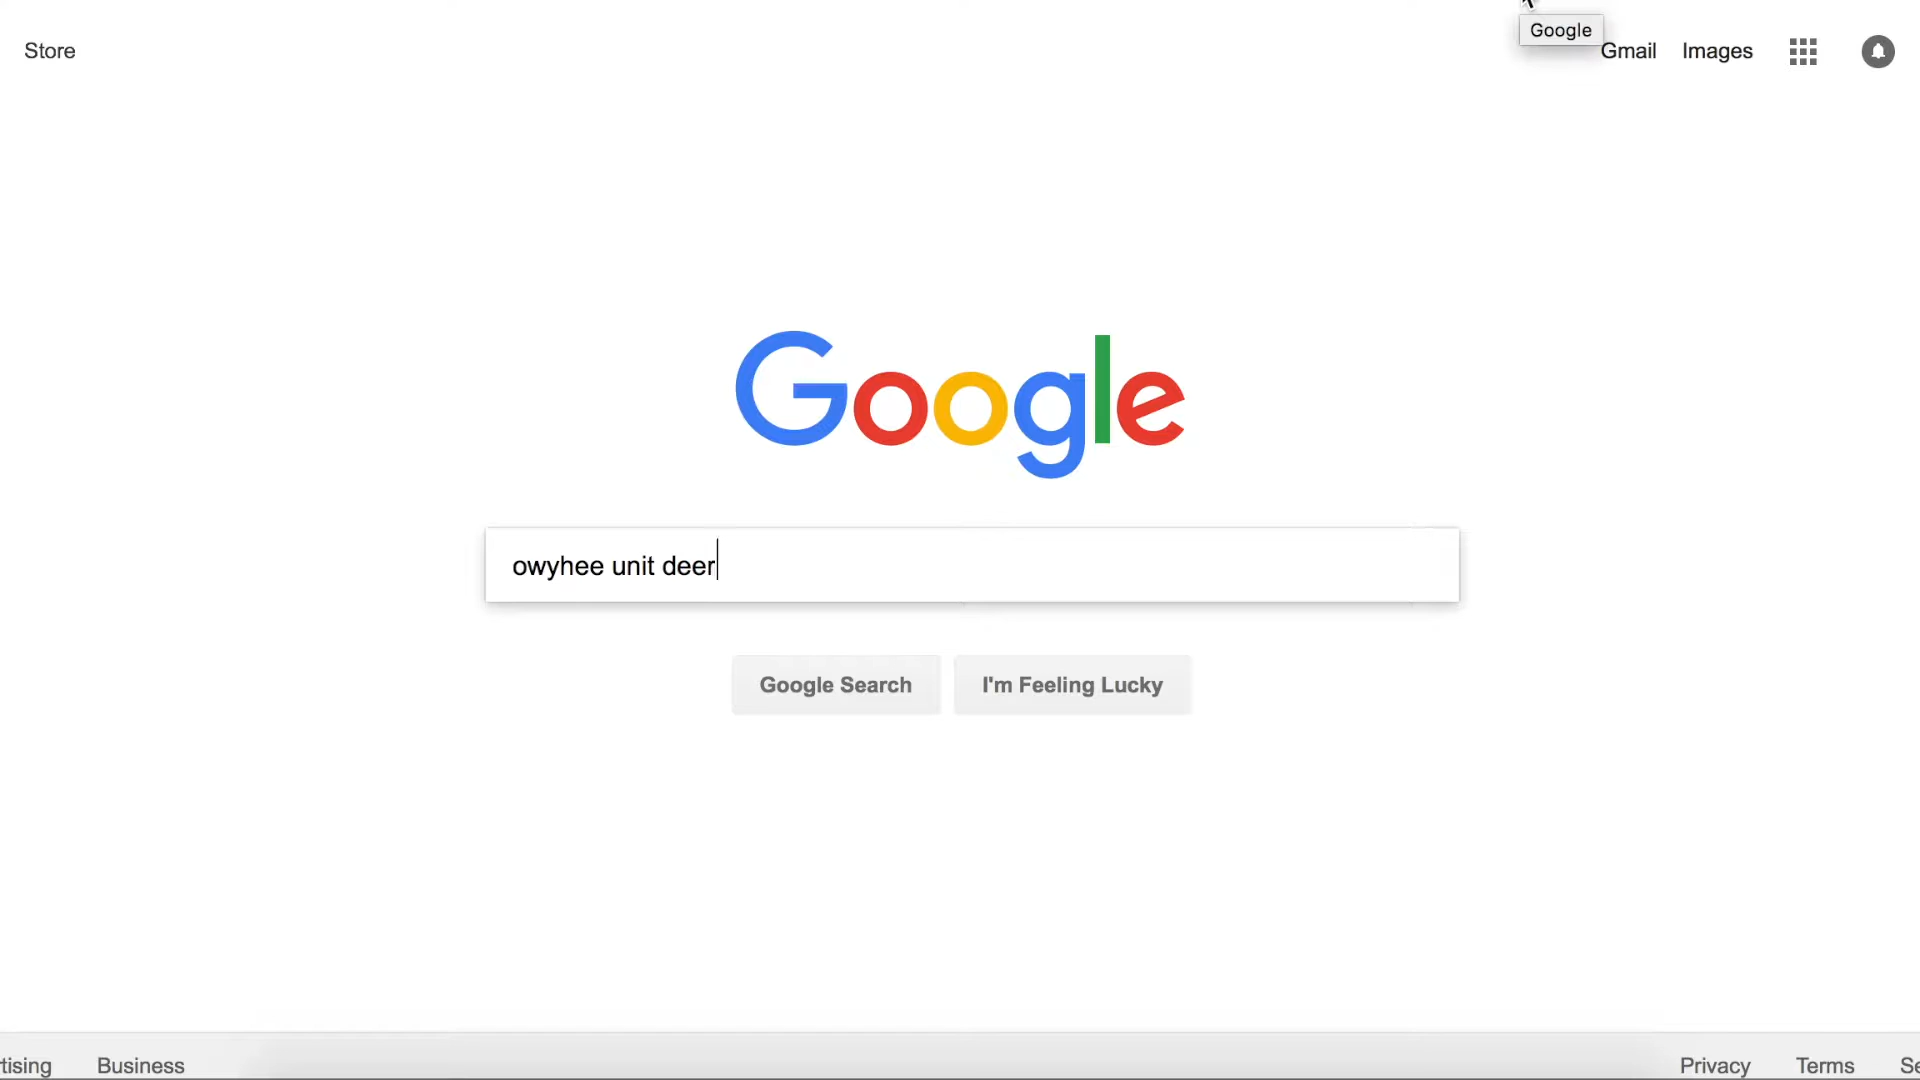 Google
Store
Gmail Images
Google
owyhee unit deer
Google Search I'm Feeling Lucky
tising Business Privacy Terms Se